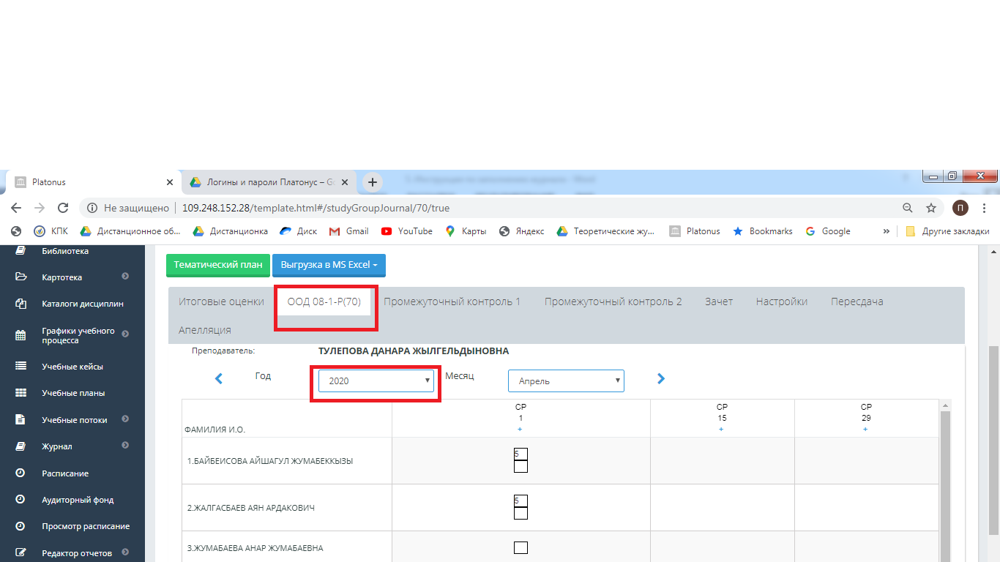 Platonus
Логины и пароли Платонус – Go
Не защищено
109.248.152.28/template.html#/studyGroupJournal/70/true
П
КПК
Дистанционное об...
Дистанционка
Диск
Gmail
YouTube
Карты
Яндекс
Теоретические жу...
Platonus
Bookmarks
Google
»
Другие закладки
Библиотека
Картотека
Каталоги дисциплин
Графики учебного
процесса
Учебные кейсы
Учебные планы
Учебные потоки
Журнал
Расписание
Аудиторный фонд
Просмотр расписание
Редактор отчетов
Тематический план
Выгрузка в MS Excel
Итоговые оценки
ООД 08-1-Р(70)
Промежуточный контроль 1
Промежуточный контроль 2
Зачет
Настройки
Пересдача
Апелляция
Преподаватель:
ТУЛЕПОВА ДАНАРА ЖЫЛГЕЛЬДЫНОВНА
Год
2020
Месяц
Апрель
ФАМИЛИЯ И.О.
СР
1
+
СР
15
+
СР
29
+
1.БАЙБЕИСОВА АЙШАГУЛ ЖУМАБЕККЫЗЫ
5
2.ЖАЛГАСБАЕВ АЯН АРДАКОВИЧ
5
3.ЖУМАБАЕВА АНАР ЖУМАБАЕВНА